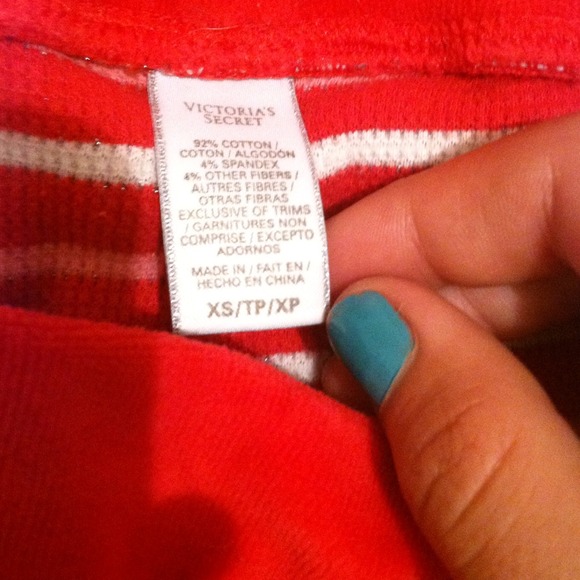 VICTORIA'S
SECRET
92% COTTON /
COTON / ALGODÓN
4% SPANDEX
4% OTHER FIBERS /
AUTRES FIBRES /
OTRAS FIBRAS
EXCLUSIVE OF TRIMS
/ GARNITURES NON
COMPRISE / EXCEPTO
ADORNOS
MADE IN / FAIT EN /
HECHO EN CHINA
XS/TP/XP